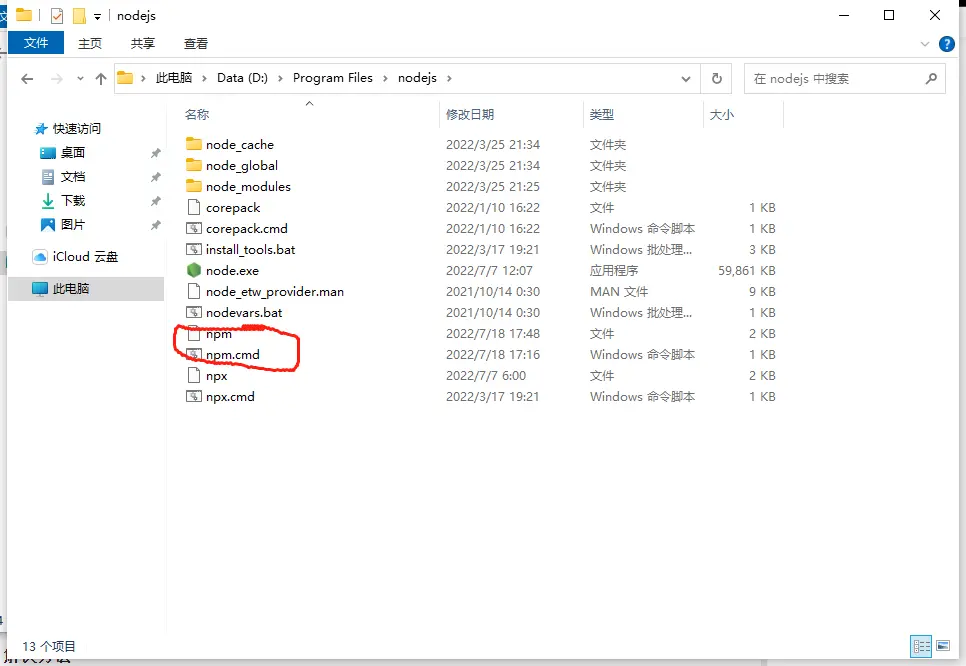 nodejs
文件 主页 共享 查看
此电脑 Data (D:) Program Files nodejs 在 nodejs 中搜索
名称 修改日期 类型 大小
快速访问
桌面
文档
下载
图片
iCloud 云盘
此电脑
node_cache 2022/3/25 21:34 文件夹
node_global 2022/3/25 21:34 文件夹
node_modules 2022/3/25 21:25 文件夹
corepack 2022/1/10 16:22 文件 1 KB
corepack.cmd 2022/1/10 16:22 Windows 命令脚本 1 KB
install_tools.bat 2022/3/17 19:21 Windows 批处理... 3 KB
node.exe 2022/7/7 12:07 应用程序 59,861 KB
node_etw_provider.man 2021/10/14 0:30 MAN 文件 9 KB
nodevars.bat 2021/10/14 0:30 Windows 批处理... 1 KB
npm 2022/7/18 17:48 文件 2 KB
npm.cmd 2022/7/18 17:16 Windows 命令脚本 1 KB
npx 2022/7/7 6:00 文件 2 KB
npx.cmd 2022/3/17 19:21 Windows 命令脚本 1 KB
13 个项目